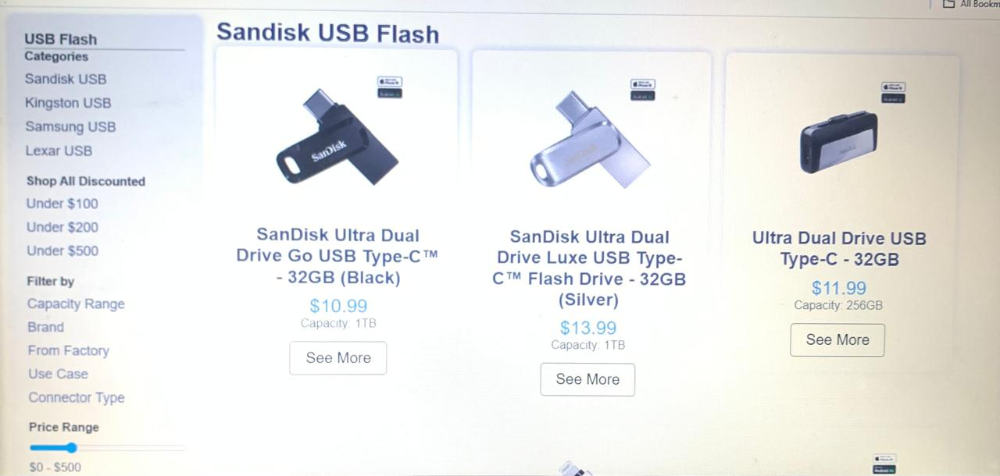 All Bookm
USB Flash
Categories
Sandisk USB
Kingston USB
Samsung USB
Lexar USB
Shop All Discounted
Under $100
Under $200
Under $500
Filter by
Capacity Range
Brand
From Factory
Use Case
Connector Type
Price Range
$0 - $500
Sandisk USB Flash
SanDisk
SanDisk Ultra Dual
Drive Go USB Type-C™
- 32GB (Black)
$10.99
Capacity: 1TB
See More
SanDisk
SanDisk Ultra Dual
Drive Luxe USB Type-
C™ Flash Drive - 32GB
(Silver)
$13.99
Capacity: 1TB
See More
Ultra Dual Drive USB
Type-C - 32GB
$11.99
Capacity: 256GB
See More